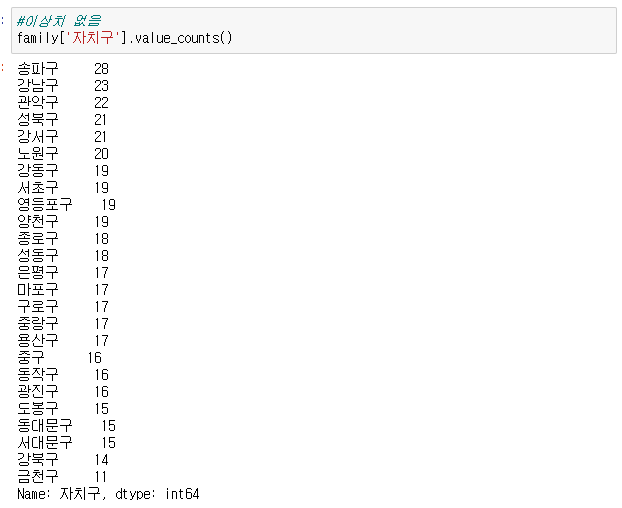 #이상치 없음
family['자치구'].value_counts()
송파구 28
강남구 23
관악구 22
성북구 21
강서구 21
노원구 20
강동구 19
서초구 19
영등포구 19
양천구 19
종로구 18
성동구 18
은평구 17
마포구 17
구로구 17
중랑구 17
용산구 17
중구 16
동작구 16
광진구 16
도봉구 15
동대문구 15
서대문구 15
강북구 14
금천구 11
Name: 자치구, dtype: int64